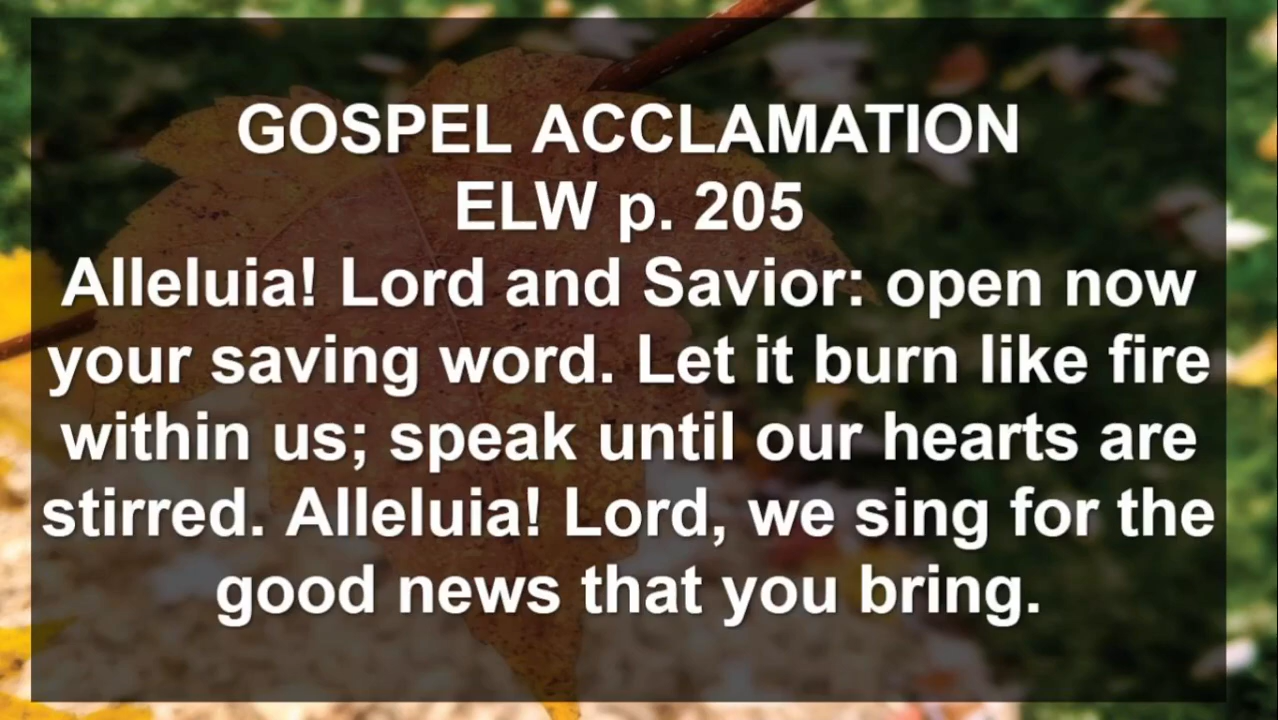 GOSPEL ACCLAMATION
ELW p. 205
Alleluia! Lord and Savior: open now
your saving word. Let it burn like fire
within us; speak until our hearts are
stirred. Alleluia! Lord, we sing for the
good news that you bring.